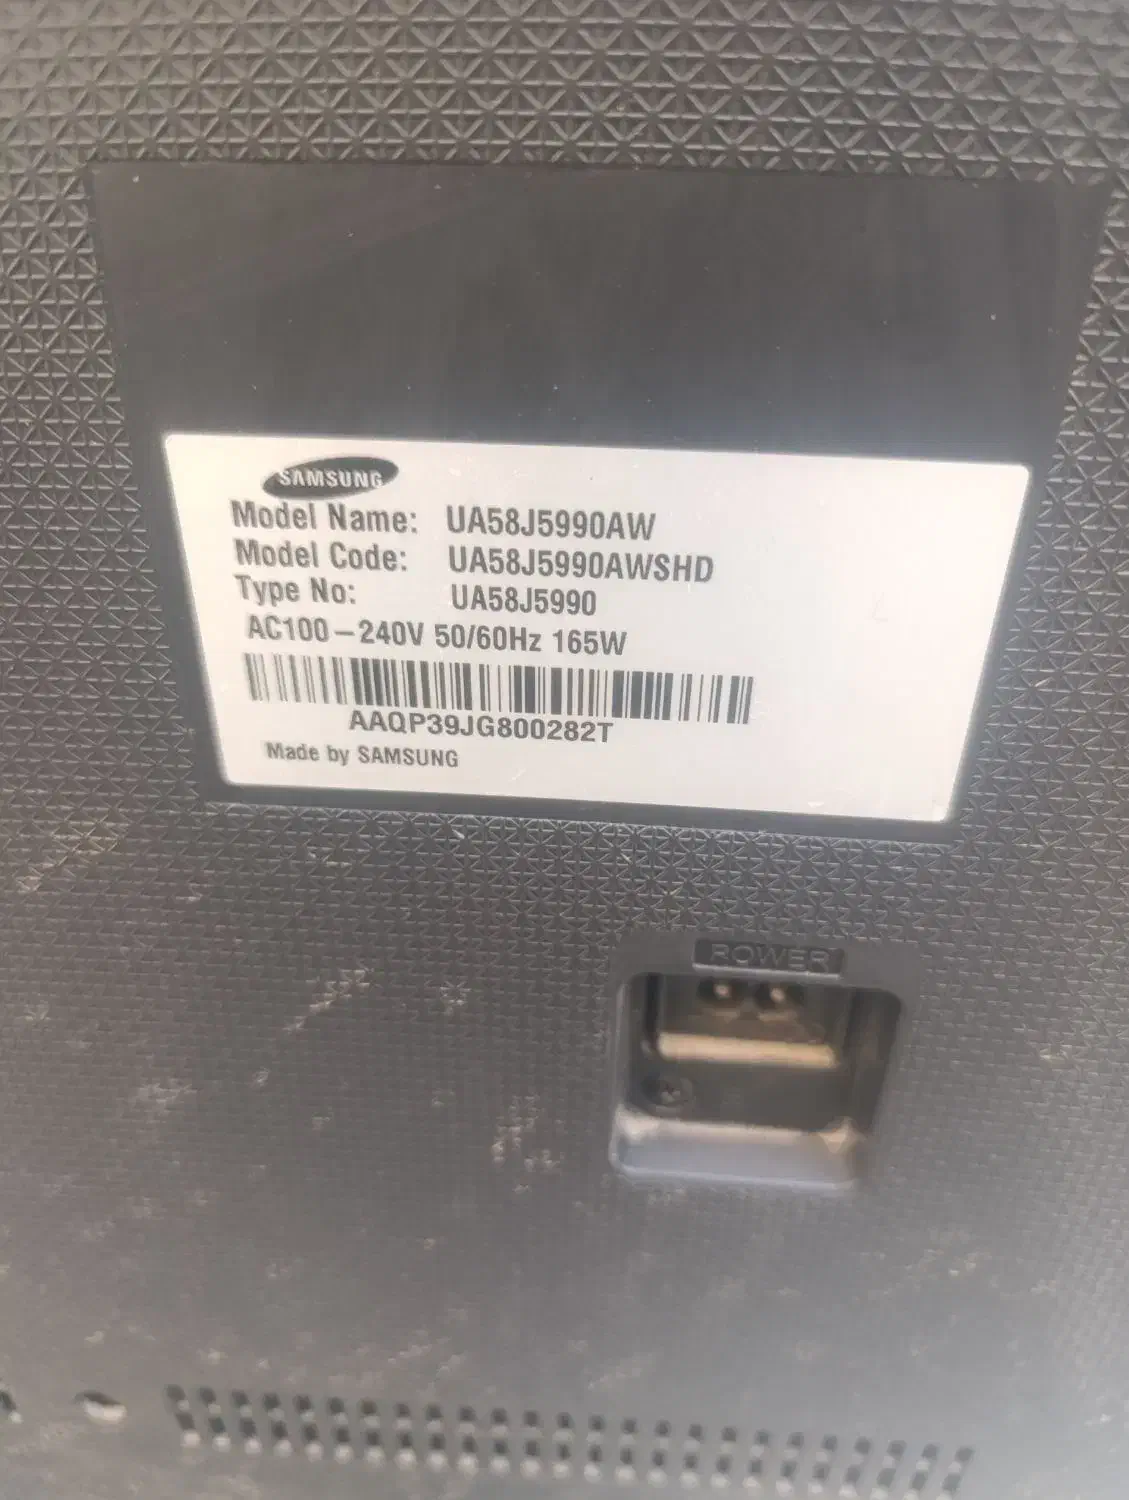 SAMSUNG
Model Name: UA58J5990AW
Model Code: UA58J5990AWSHD
Type No: UA58J5990
AC100-240V 50/60Hz 165W
AAQP39JG800282T
Made by SAMSUNG
POWER